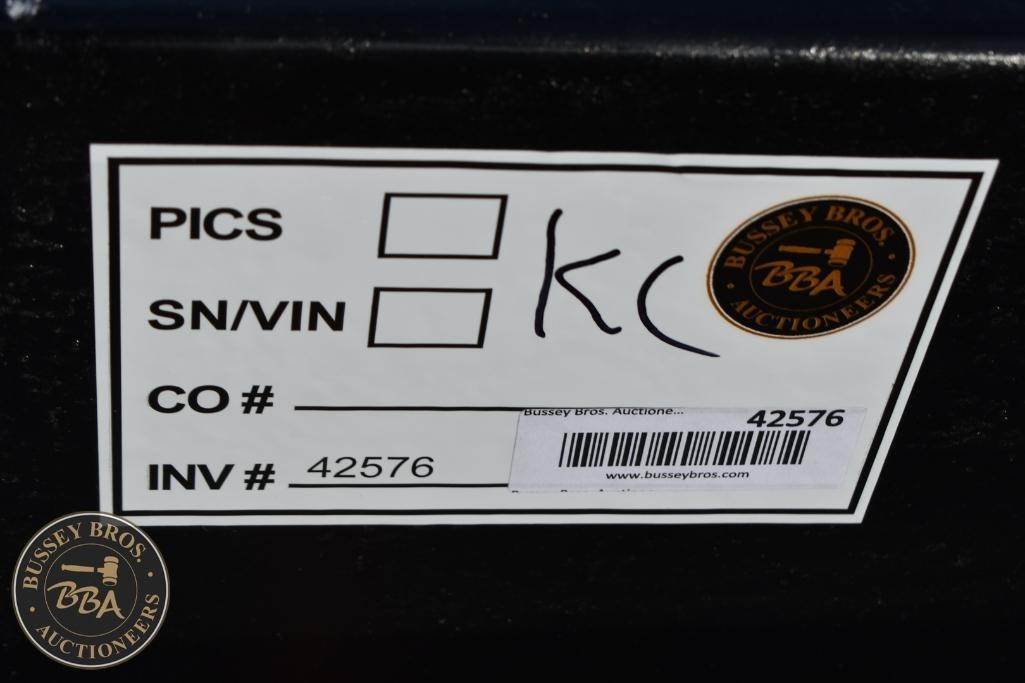 PICS
KC
BUSSEY BROS.
BBA
AUCTIONEERS
SN/VIN
CO #
Bussey Bros. Auctione...
42576
INV # 42576
www.busseybros.com
BUSSEY BROS.
BBA
AUCTIONEERS